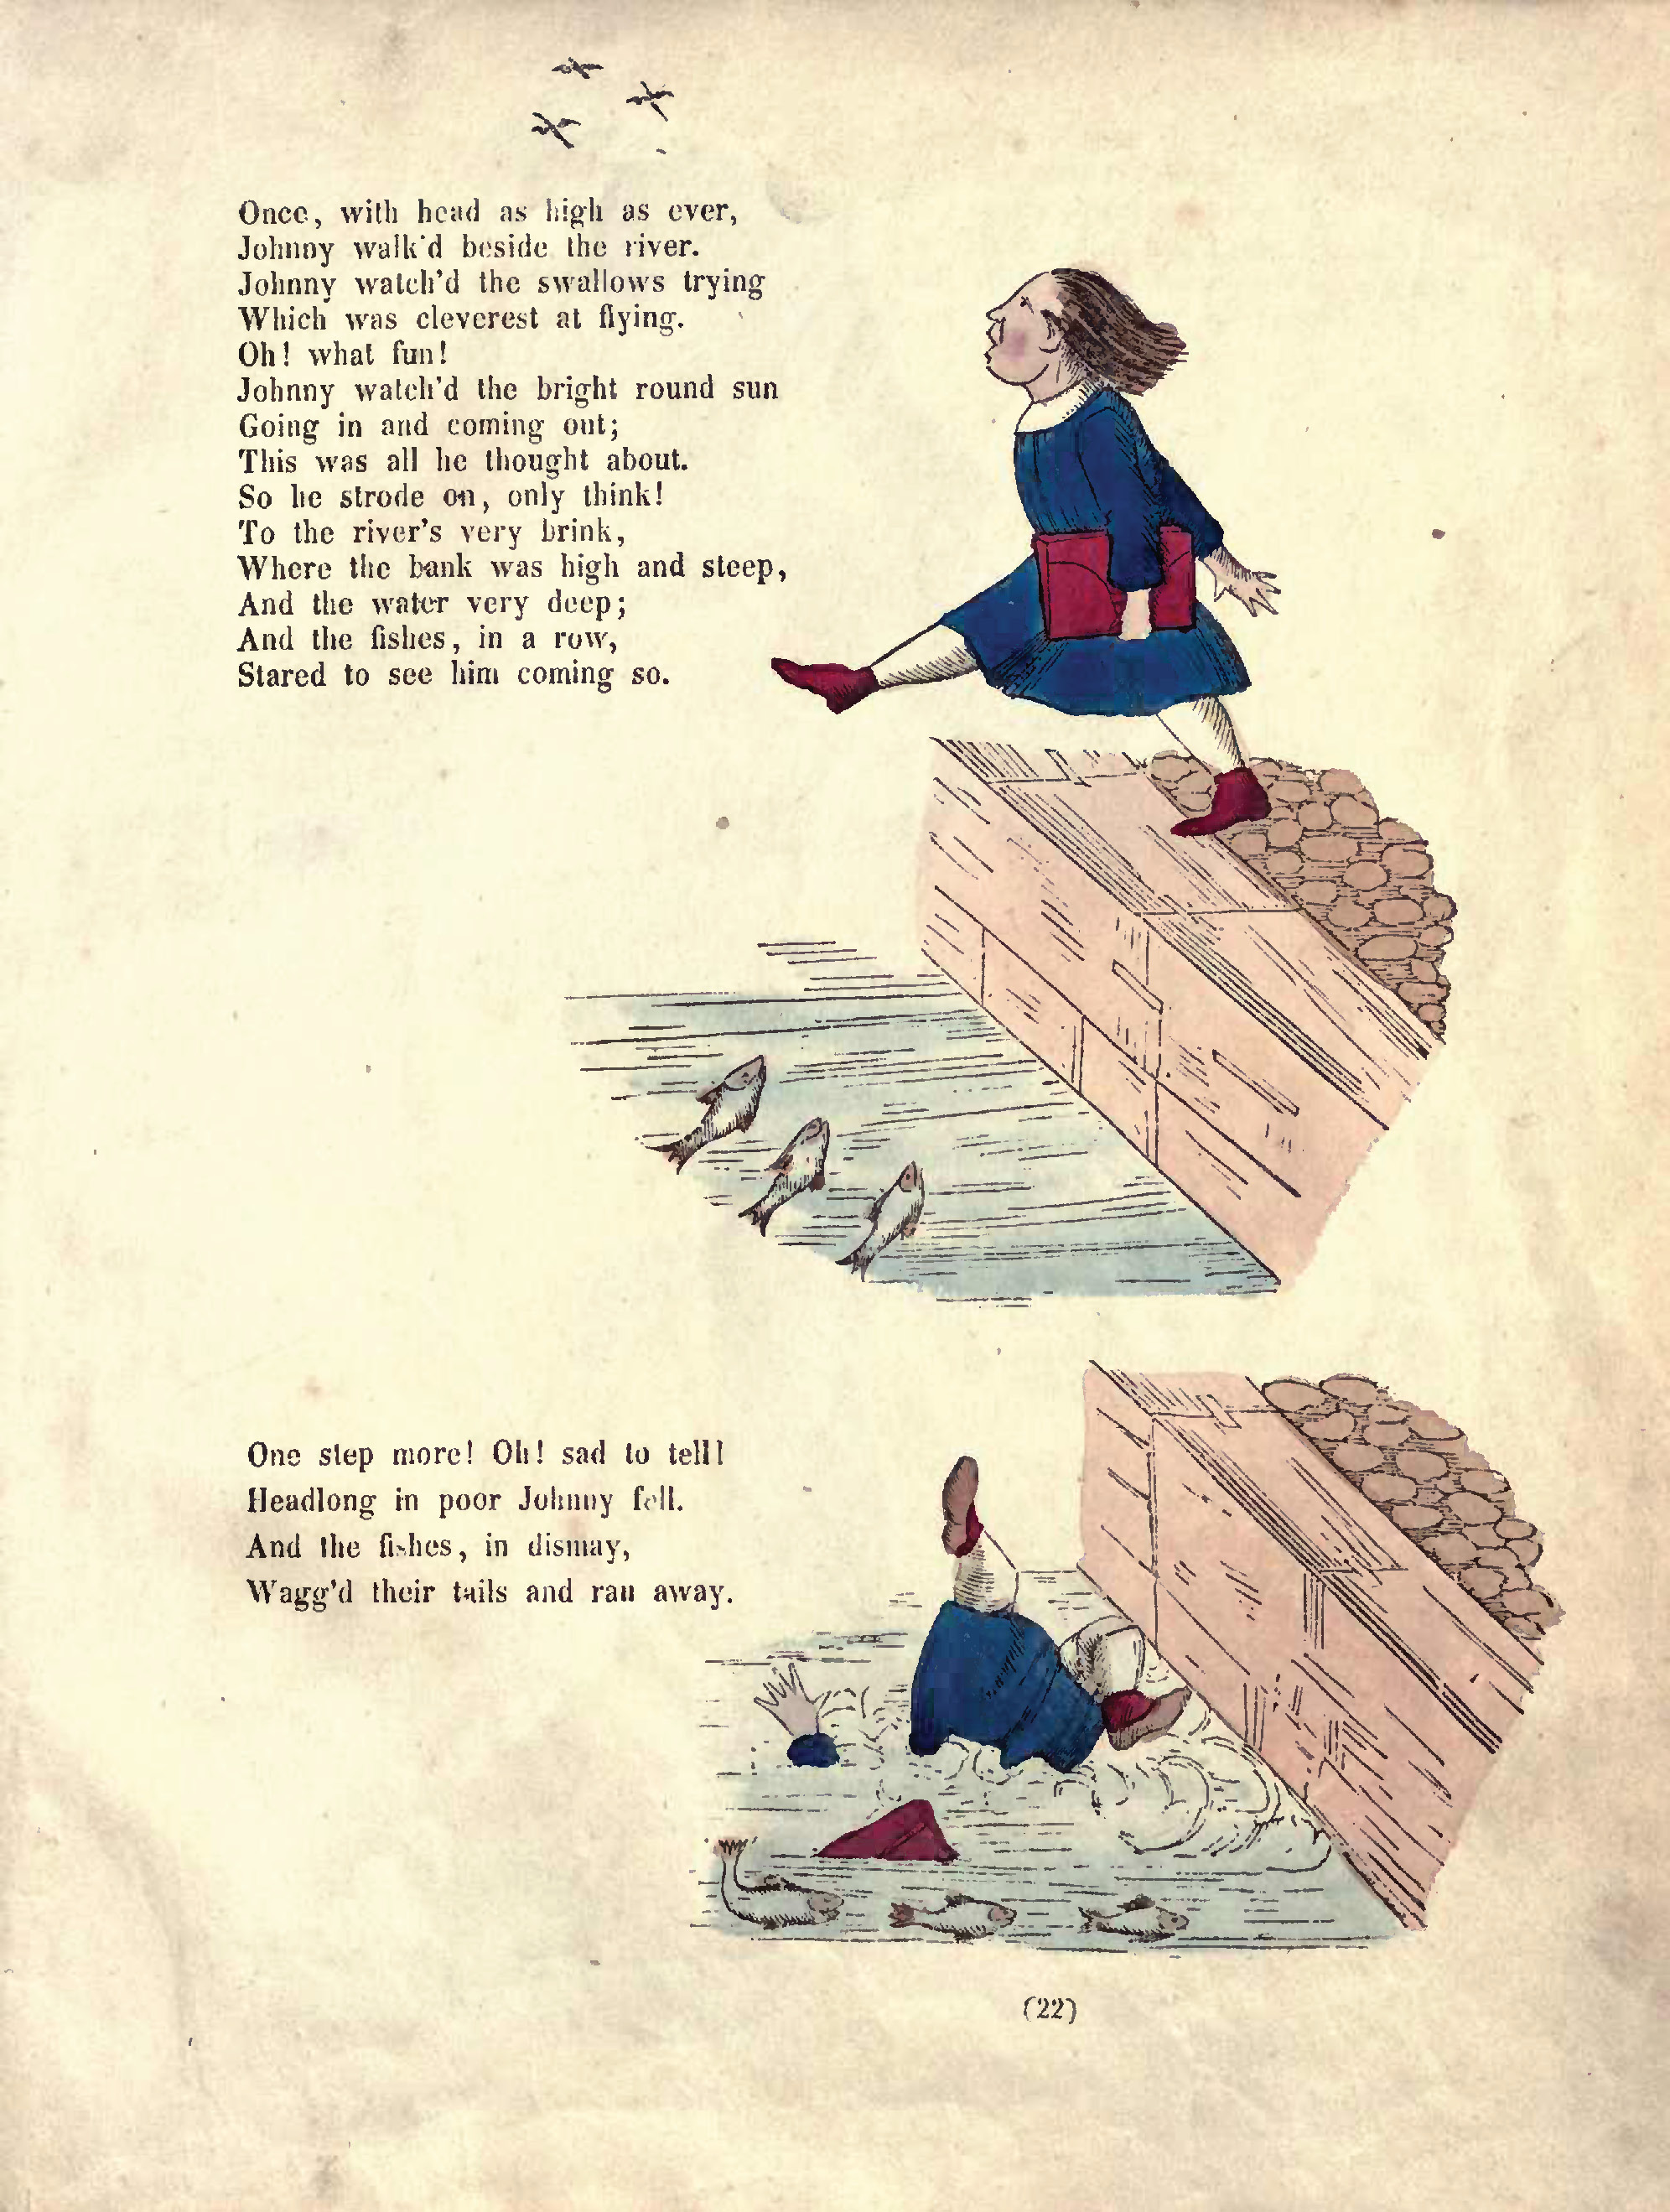 Once, with head as high as ever,
Johnny walk'd beside the river.
Johnny watch'd the swallows trying
Which was cleverest at flying.
Oh! what fun!
Johnny watch'd the bright round sun
Going in and coming out;
This was all he thought about.
So he strode on, only think!
To the river's very brink,
Where the bank was high and steep,
And the water very deep;
And the fishes, in a row,
Stared to see him coming so.
One step more! Oh! sad to tell!
Headlong in poor Johnny fell.
And the fishes, in dismay,
Wagg'd their tails and ran away.
(22)